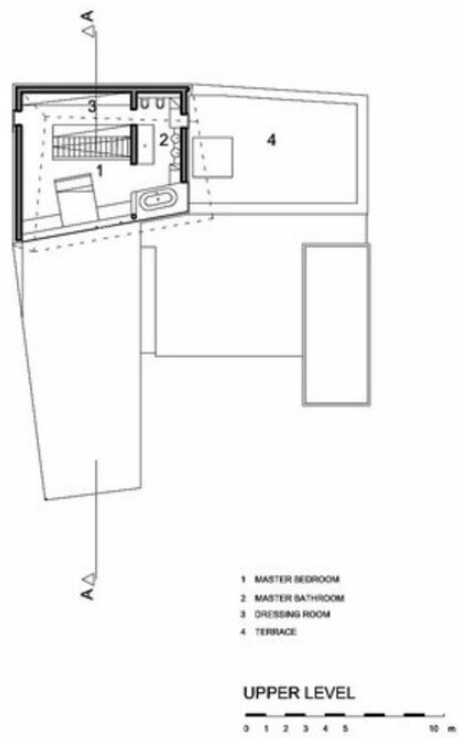 A
3
2
4
1
A
1 MASTER BEDROOM
2 MASTER BATHROOM
3 DRESSING ROOM
4 TERRACE
UPPER LEVEL
0 1 2 3 4 5 10 m